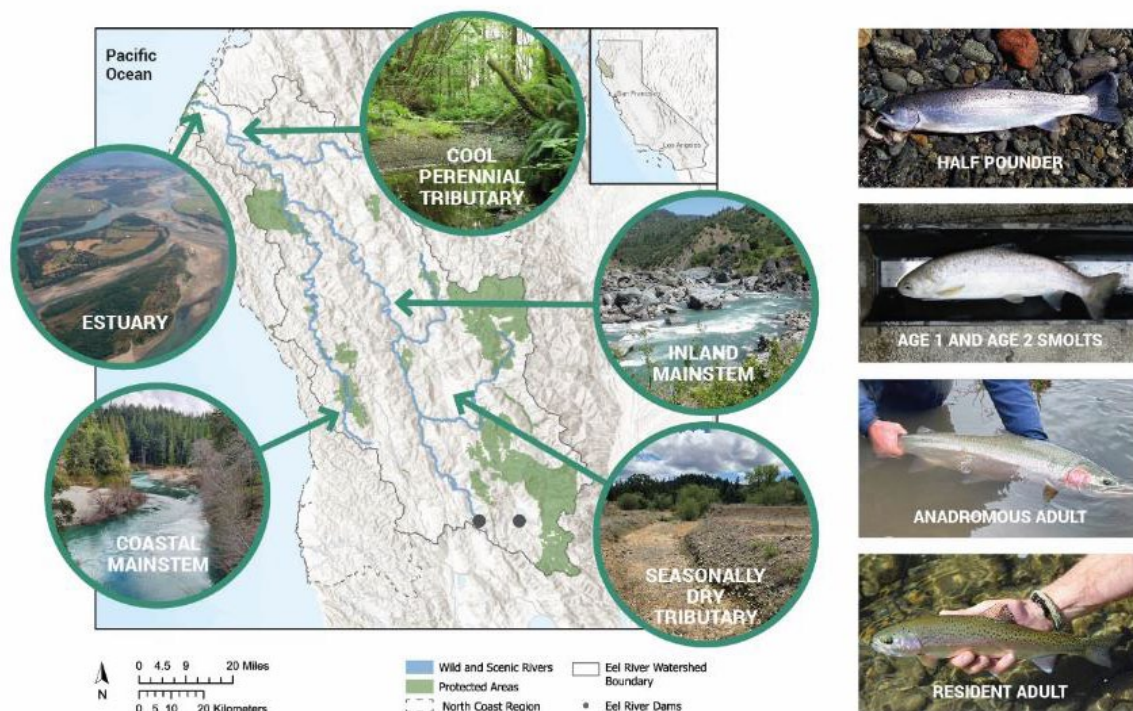 Pacific
Ocean
COOL
PERENNIAL
TRIBUTARY
San Francisco
Los Angeles
ESTUARY
INLAND
MAINSTEM
COASTAL
MAINSTEM
SEASONALLY
DRY
TRIBUTARY
HALF POUNDER
AGE 1 AND AGE 2 SMOLTS
ANADROMOUS ADULT
RESIDENT ADULT
N
0 4.5 9 20 Miles
0 5 10 20 Kilometers
Wild and Scenic Rivers
Protected Areas
North Coast Region
Eel River Watershed
Boundary
Eel River Dams